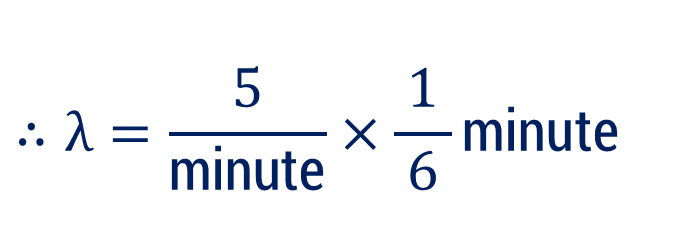 ∴ λ = 5/minute × 1/6 minute